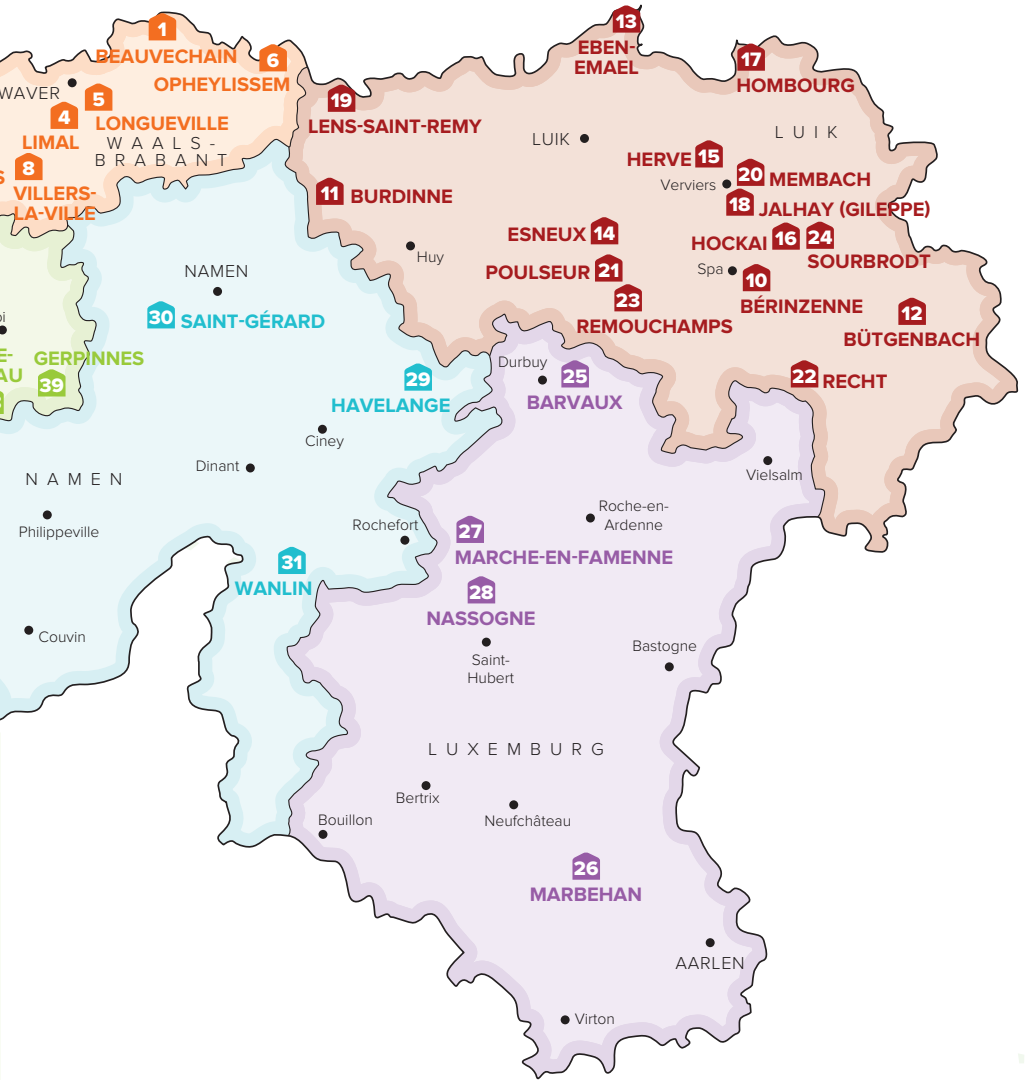 13
EBEN-
EMAEL
1
BEAUVECHAIN
6
OPHEYLISSEM
17
HOMBOURG
WAVER
5
LONGUEVILLE
4
LIMAL
WAALS-
BRABANT
8
VILLERS-
LA-VILLE
S
19
LENS-SAINT-REMY
LUIK
LUIK
HERVE 15
Verviers
20 MEMBACH
18 JALHAY (GILEPPE)
11 BURDINNE
ESNEUX 14
HOCKAI 16
24
SOURBRODT
Huy
POULSEUR 21
Spa
10
BÉRINZENNE
23
REMOUCHAMPS
12
BÜTGENBACH
22 RECHT
NAMEN
30 SAINT-GÉRARD
GERPINNES
39
E-
AU
29
HAVELANGE
Durbuy
25
BARVAUX
Ciney
Dinant
NAMEN
Philippeville
Rochefort
Vielsalm
Roche-en-
Ardenne
27
MARCHE-EN-FAMENNE
31
WANLIN
28
NASSOGNE
Couvin
Saint-
Hubert
Bastogne
LUXEMBURG
Bertrix
Neufchâteau
Bouillon
26
MARBEHAN
AARLEN
Virton